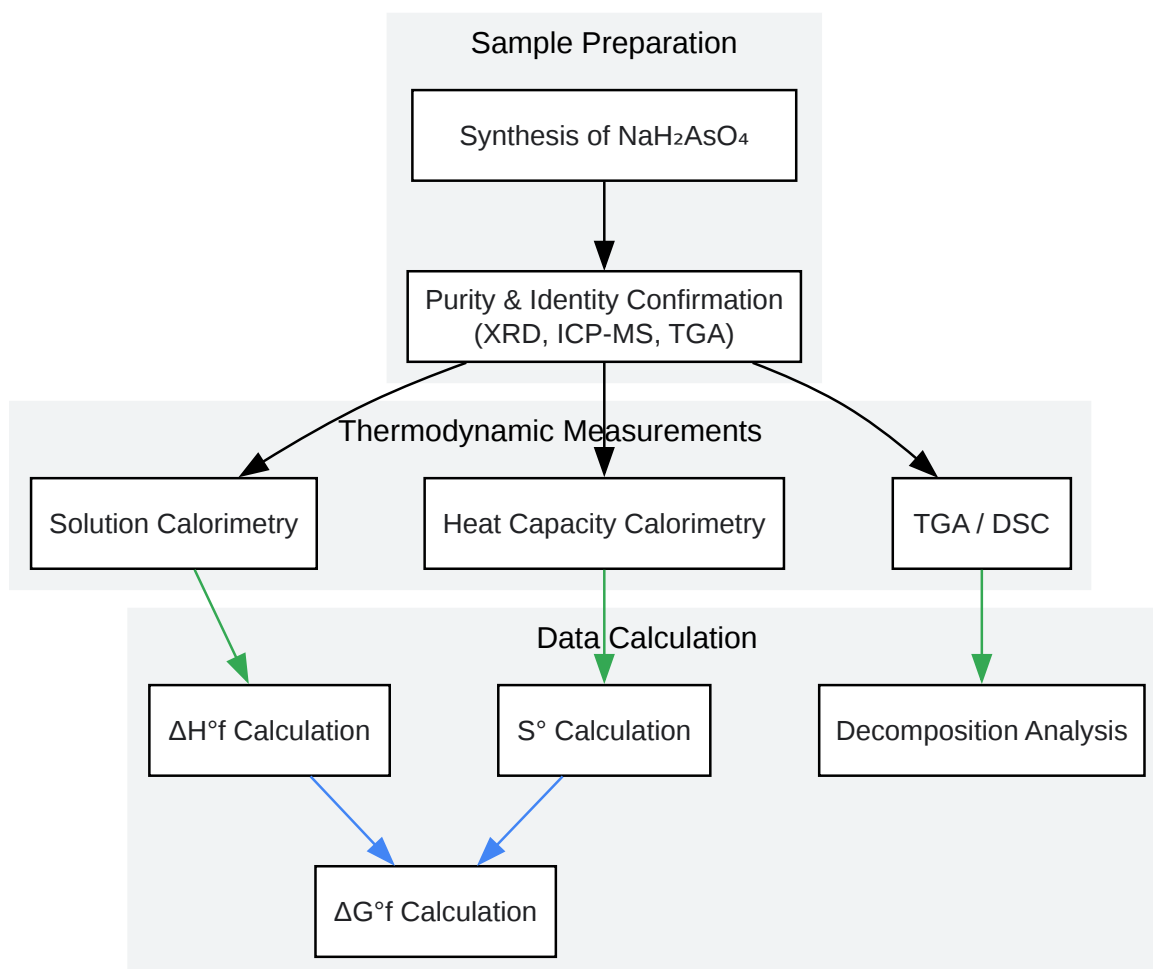 Sample Preparation
Synthesis of NaH₂AsO₄
Purity & Identity Confirmation
(XRD, ICP-MS, TGA)
Thermodynamic Measurements
Solution Calorimetry
Heat Capacity Calorimetry
TGA / DSC
Data Calculation
ΔH°f Calculation
S° Calculation
Decomposition Analysis
ΔG°f Calculation